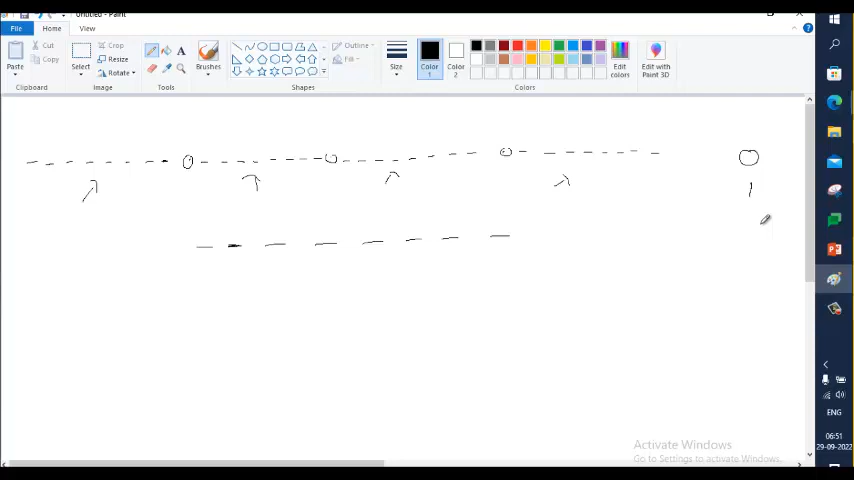 Untitled - Paint
File Home View
Paste
Cut
Copy
Clipboard
Select
Crop
Resize
Rotate
Image
A
Tools
Brushes
Outline
Fill
Shapes
Size
Color 1
Color 2
Colors
Edit colors
Edit with Paint 3D
Activate Windows
Go to Settings to activate Windows.
ENG
06:51
29-09-2022